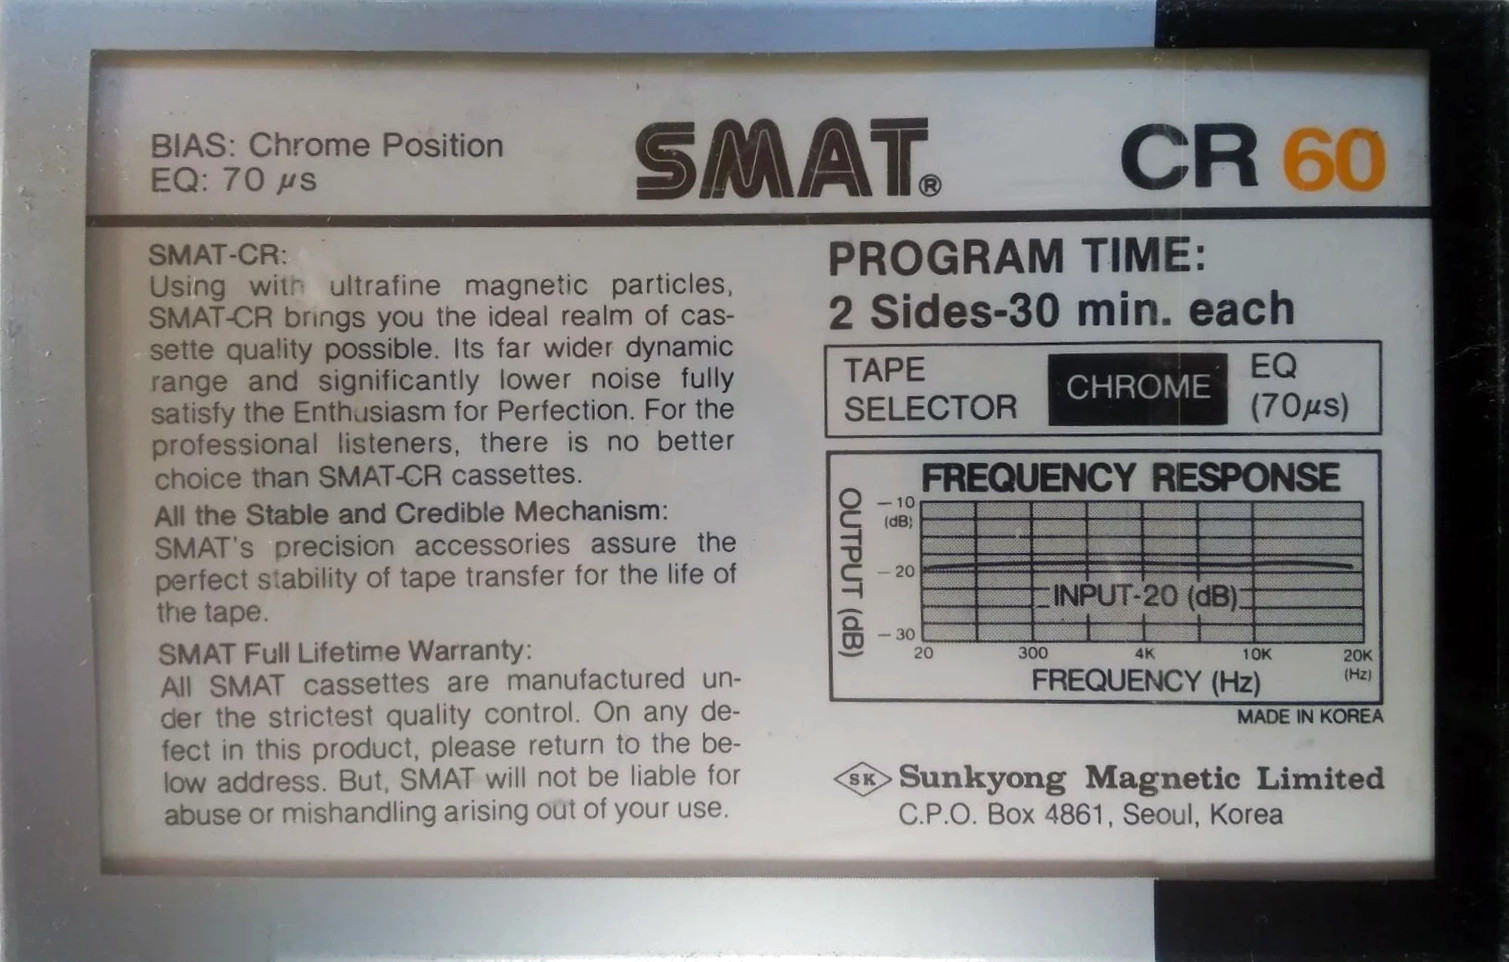 BIAS: Chrome Position
EQ: 70 µs
SMAT®
CR 60
SMAT-CR:
Using with ultrafine magnetic particles,
SMAT-CR brings you the ideal realm of cas-
sette quality possible. Its far wider dynamic
range and significantly lower noise fully
satisfy the Enthusiasm for Perfection. For the
professional listeners, there is no better
choice than SMAT-CR cassettes.
All the Stable and Credible Mechanism:
SMAT's precision accessories assure the
perfect stability of tape transfer for the life of
the tape.
SMAT Full Lifetime Warranty:
All SMAT cassettes are manufactured un-
der the strictest quality control. On any de-
fect in this product, please return to the be-
low address. But, SMAT will not be liable for
abuse or mishandling arising out of your use.
PROGRAM TIME:
2 Sides-30 min. each
TAPE
SELECTOR
CHROME
EQ
(70µs)
FREQUENCY RESPONSE
OUTPUT (dB)
-10
(dB)
-20
-30
INPUT-20 (dB)
20 300 4K 10K 20K
(Hz)
FREQUENCY (Hz)
MADE IN KOREA
SK Sunkyong Magnetic Limited
C.P.O. Box 4861, Seoul, Korea